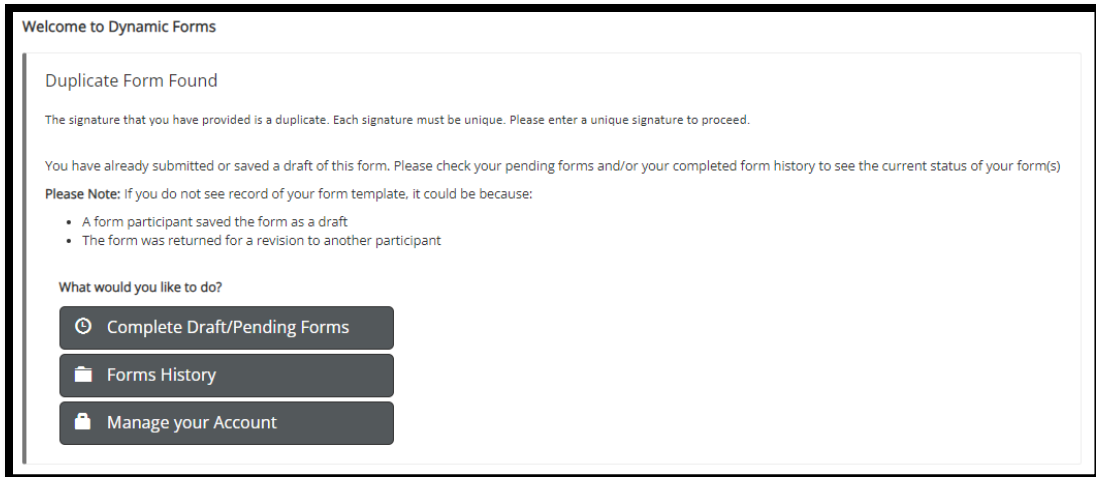 Welcome to Dynamic Forms
Duplicate Form Found
The signature that you have provided is a duplicate. Each signature must be unique. Please enter a unique signature to proceed.
You have already submitted or saved a draft of this form. Please check your pending forms and/or your completed form history to see the current status of your form(s)
Please Note: If you do not see record of your form template, it could be because:
• A form participant saved the form as a draft
• The form was returned for a revision to another participant
What would you like to do?
Complete Draft/Pending Forms
Forms History
Manage your Account